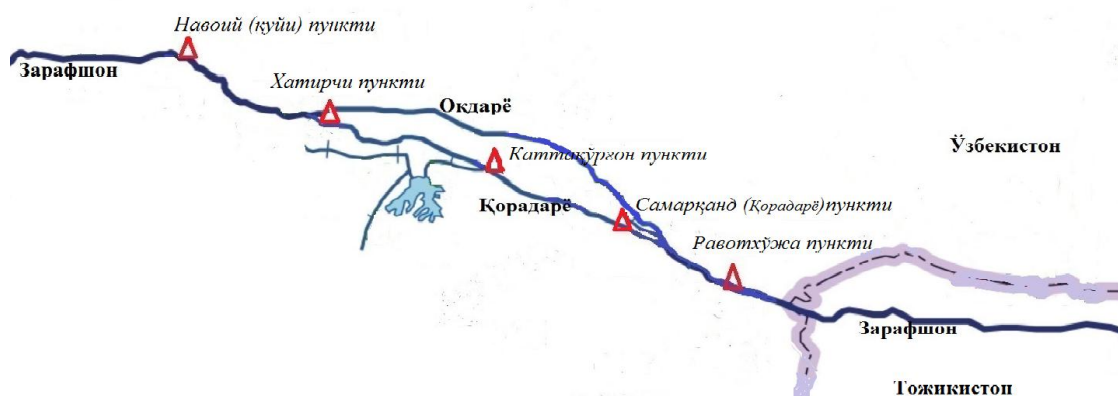 Навоий (қуйи) пункти
Зарафшон
Хатирчи пункти
Оқдарё
Каттақўрғон пункти
Ўзбекистон
Қорадарё
Самарқанд (Қорадарё)пункти
Равотхўжа пункти
Зарафшон
Тожикистон